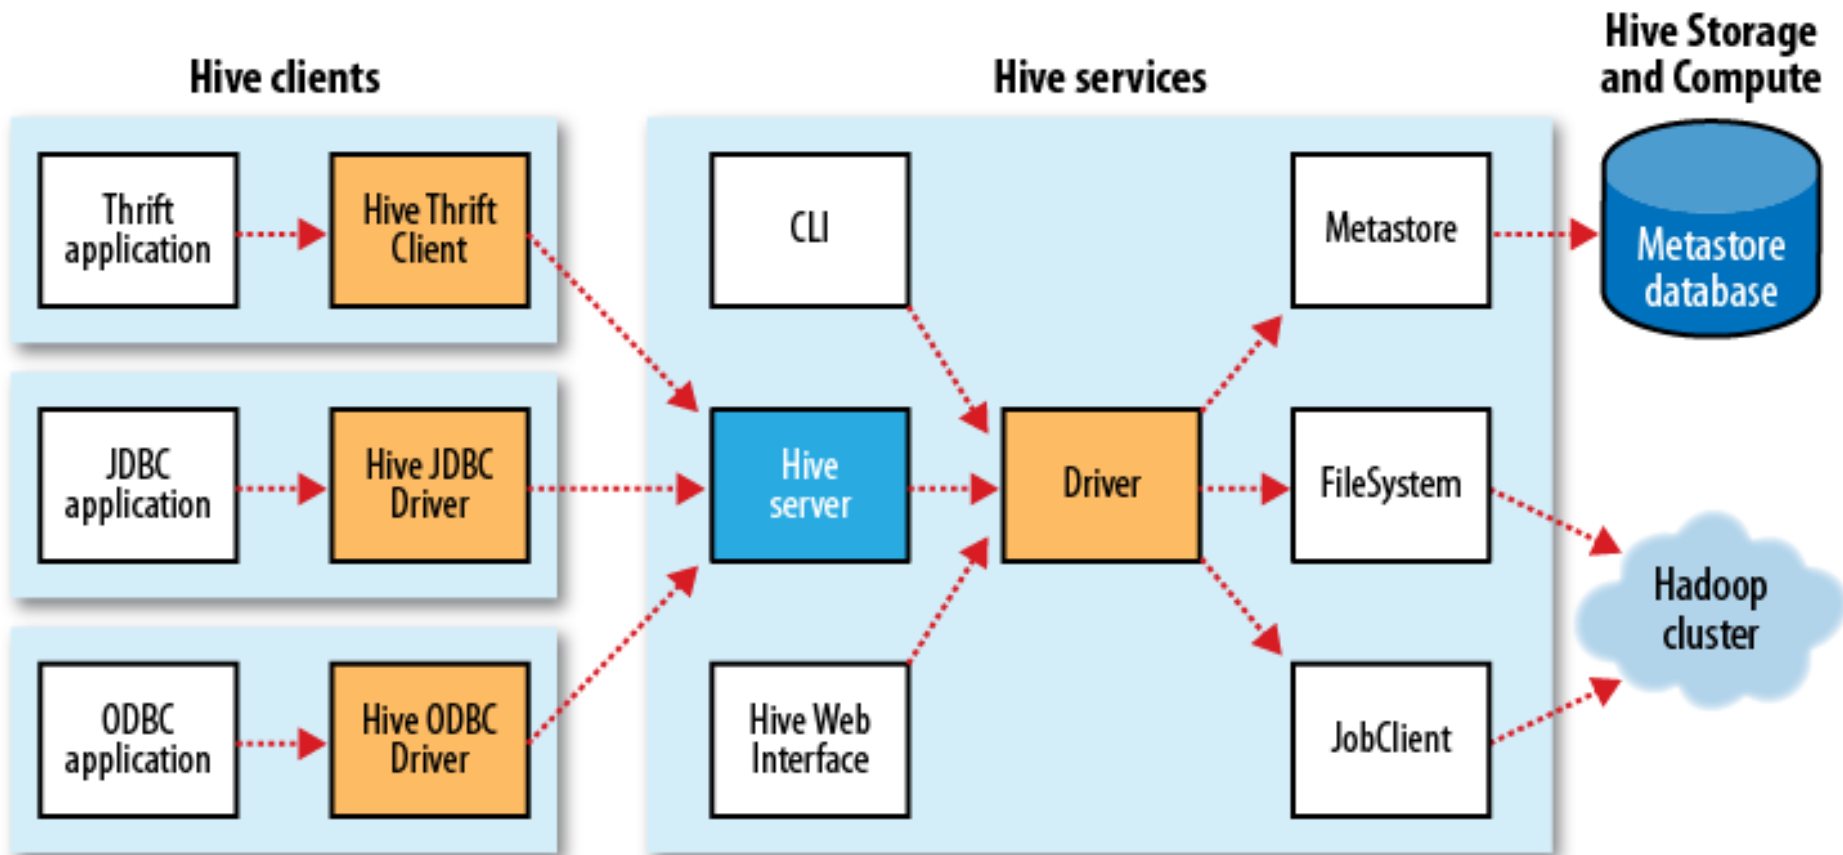 Hive clients
Hive services
Hive Storage
and Compute
Thrift
application
Hive Thrift
Client
CLI
Metastore
Metastore
database
JDBC
application
Hive JDBC
Driver
Hive
server
Driver
FileSystem
Hadoop
cluster
ODBC
application
Hive ODBC
Driver
Hive Web
Interface
JobClient